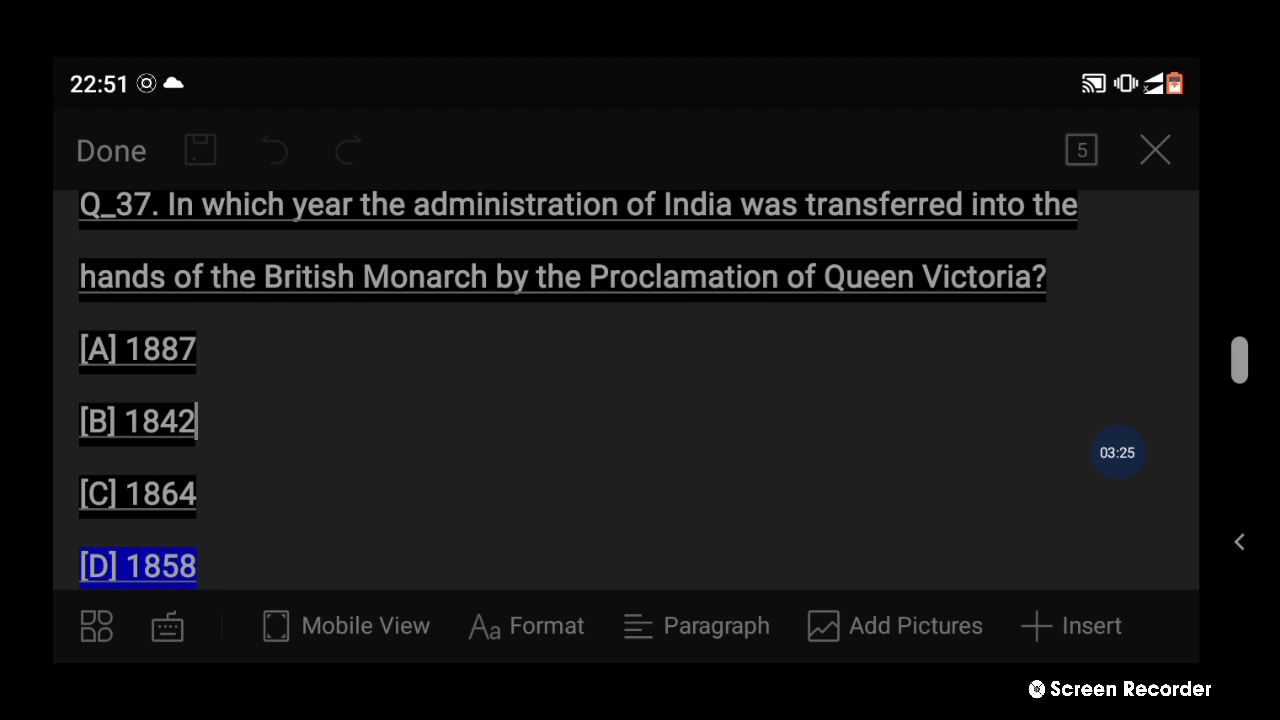 22:51
Done
5
Q_37. In which year the administration of India was transferred into the
hands of the British Monarch by the Proclamation of Queen Victoria?
[A] 1887
[B] 1842
[C] 1864
[D] 1858
03:25
Mobile View
Aa Format
Paragraph
Add Pictures
Insert
Screen Recorder